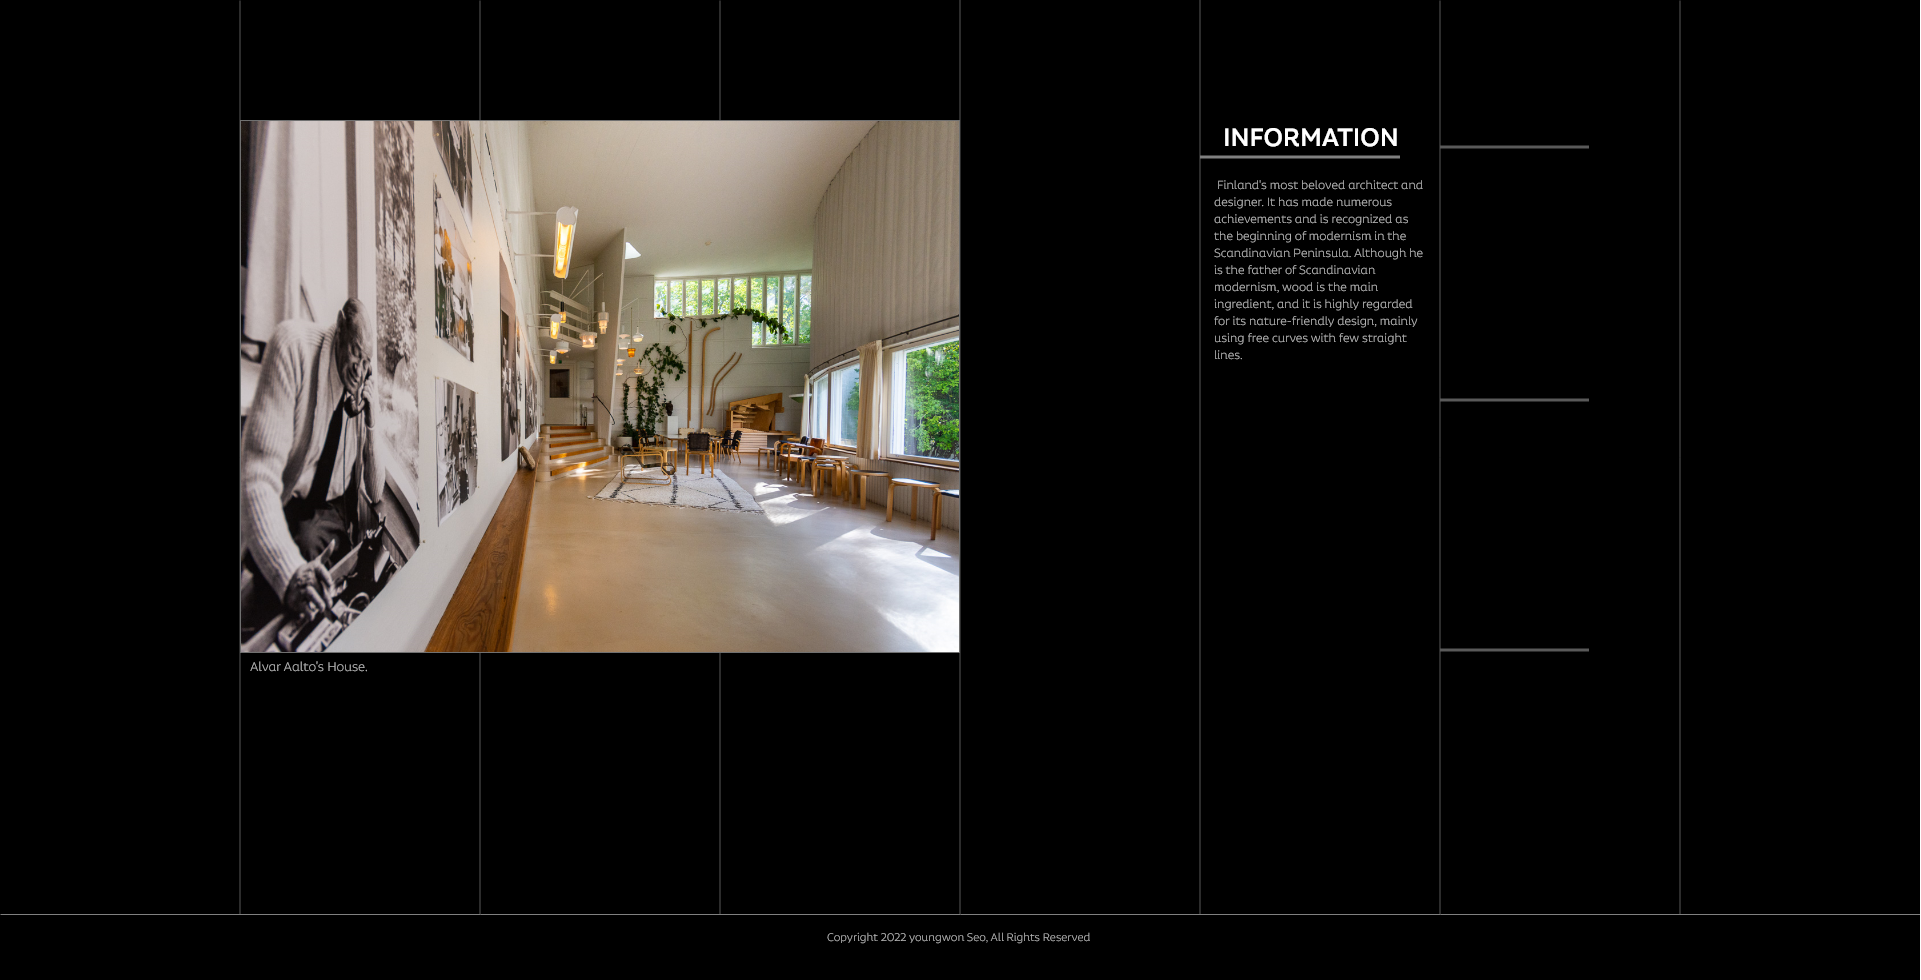 INFORMATION
Finland's most beloved architect and
designer. It has made numerous
achievements and is recognized as
the beginning of modernism in the
Scandinavian Peninsula. Although he
is the father of Scandinavian
modernism, wood is the main
ingredient, and it is highly regarded
for its nature-friendly design, mainly
using free curves with few straight
lines.
Alvar Aalto's House.
Copyright 2022 youngwon Seo, All Rights Reserved